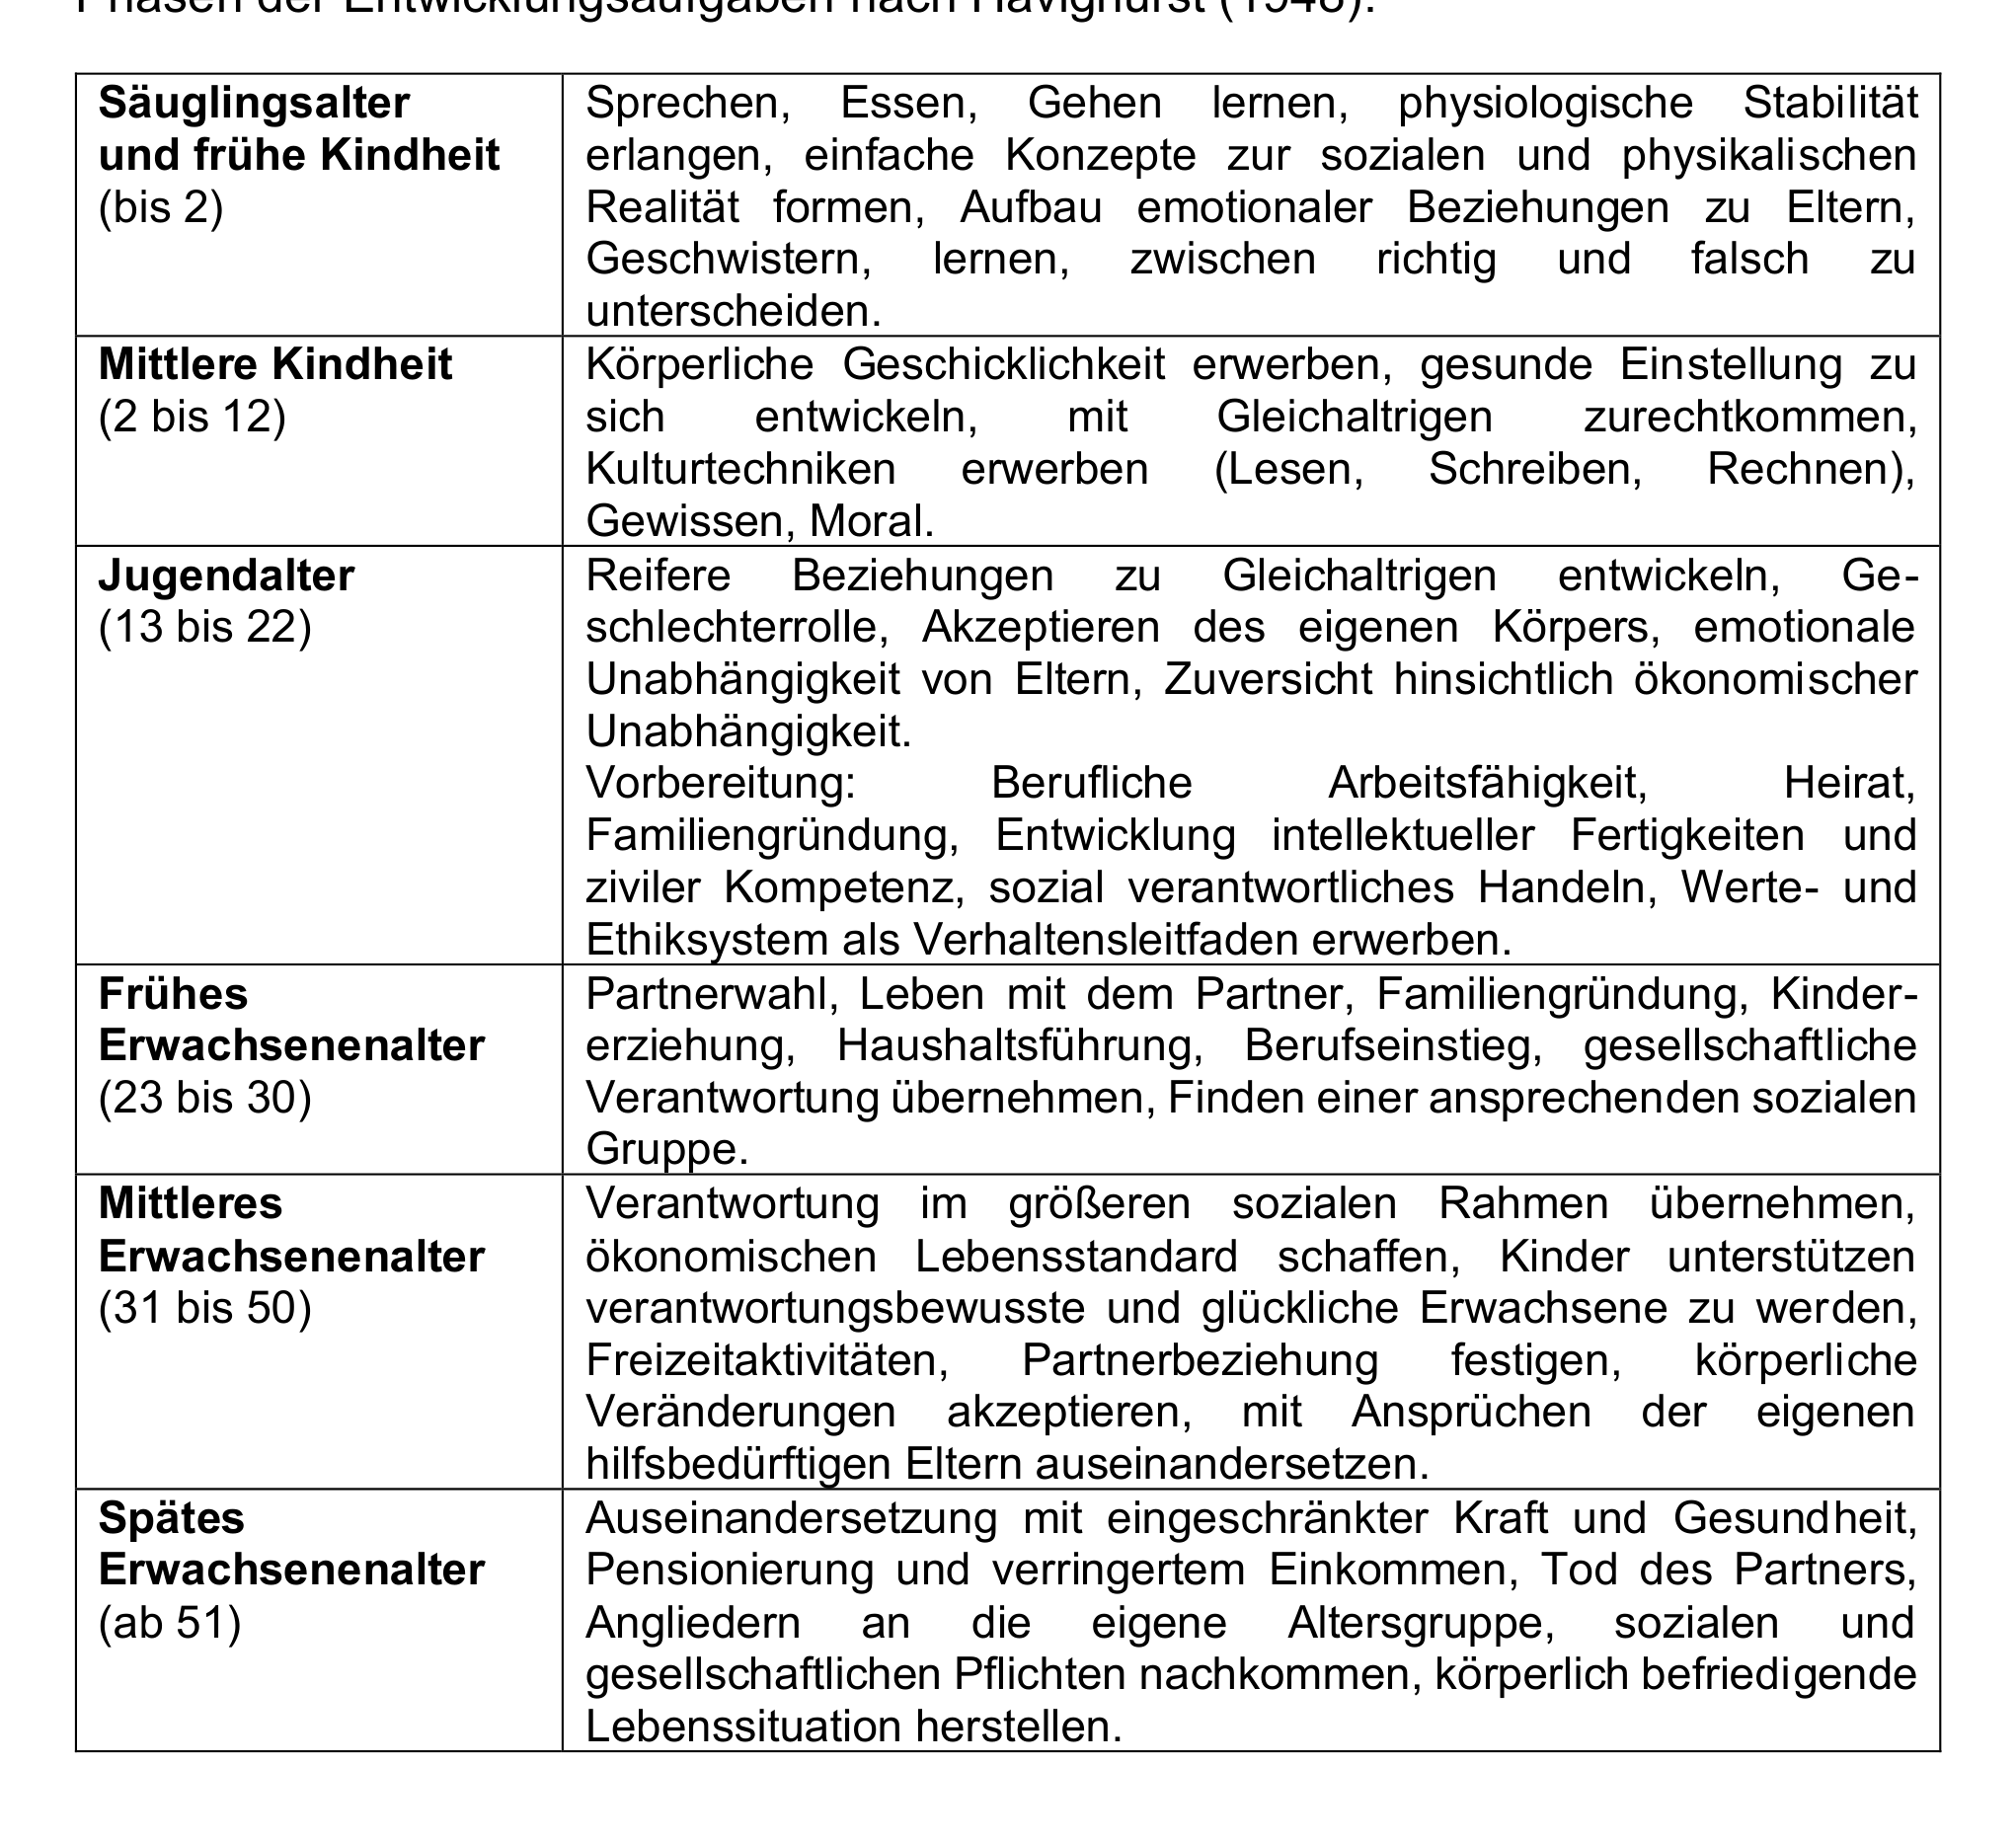 Phasen der Entwicklungsaufgaben nach Havighurst (1948):
Säuglingsalter
und frühe Kindheit
(bis 2)
Sprechen, Essen, Gehen lernen, physiologische Stabilität
erlangen, einfache Konzepte zur sozialen und physikalischen
Realität formen, Aufbau emotionaler Beziehungen zu Eltern,
Geschwistern, lernen, zwischen richtig und falsch zu
unterscheiden.
Mittlere Kindheit
(2 bis 12)
Körperliche Geschicklichkeit erwerben, gesunde Einstellung zu
sich entwickeln, mit Gleichaltrigen zurechtkommen,
Kulturtechniken erwerben (Lesen, Schreiben, Rechnen),
Gewissen, Moral.
Jugendalter
(13 bis 22)
Reifere Beziehungen zu Gleichaltrigen entwickeln, Ge-
schlechterrolle, Akzeptieren des eigenen Körpers, emotionale
Unabhängigkeit von Eltern, Zuversicht hinsichtlich ökonomischer
Unabhängigkeit.
Vorbereitung: Berufliche Arbeitsfähigkeit, Heirat,
Familiengründung, Entwicklung intellektueller Fertigkeiten und
ziviler Kompetenz, sozial verantwortliches Handeln, Werte- und
Ethiksystem als Verhaltensleitfaden erwerben.
Frühes
Erwachsenenalter
(23 bis 30)
Partnerwahl, Leben mit dem Partner, Familiengründung, Kinder-
erziehung, Haushaltsführung, Berufseinstieg, gesellschaftliche
Verantwortung übernehmen, Finden einer ansprechenden sozialen
Gruppe.
Mittleres
Erwachsenenalter
(31 bis 50)
Verantwortung im größeren sozialen Rahmen übernehmen,
ökonomischen Lebensstandard schaffen, Kinder unterstützen
verantwortungsbewusste und glückliche Erwachsene zu werden,
Freizeitaktivitäten, Partnerbeziehung festigen, körperliche
Veränderungen akzeptieren, mit Ansprüchen der eigenen
hilfsbedürftigen Eltern auseinandersetzen.
Spätes
Erwachsenenalter
(ab 51)
Auseinandersetzung mit eingeschränkter Kraft und Gesundheit,
Pensionierung und verringertem Einkommen, Tod des Partners,
Angliedern an die eigene Altersgruppe, sozialen und
gesellschaftlichen Pflichten nachkommen, körperlich befriedigende
Lebenssituation herstellen.